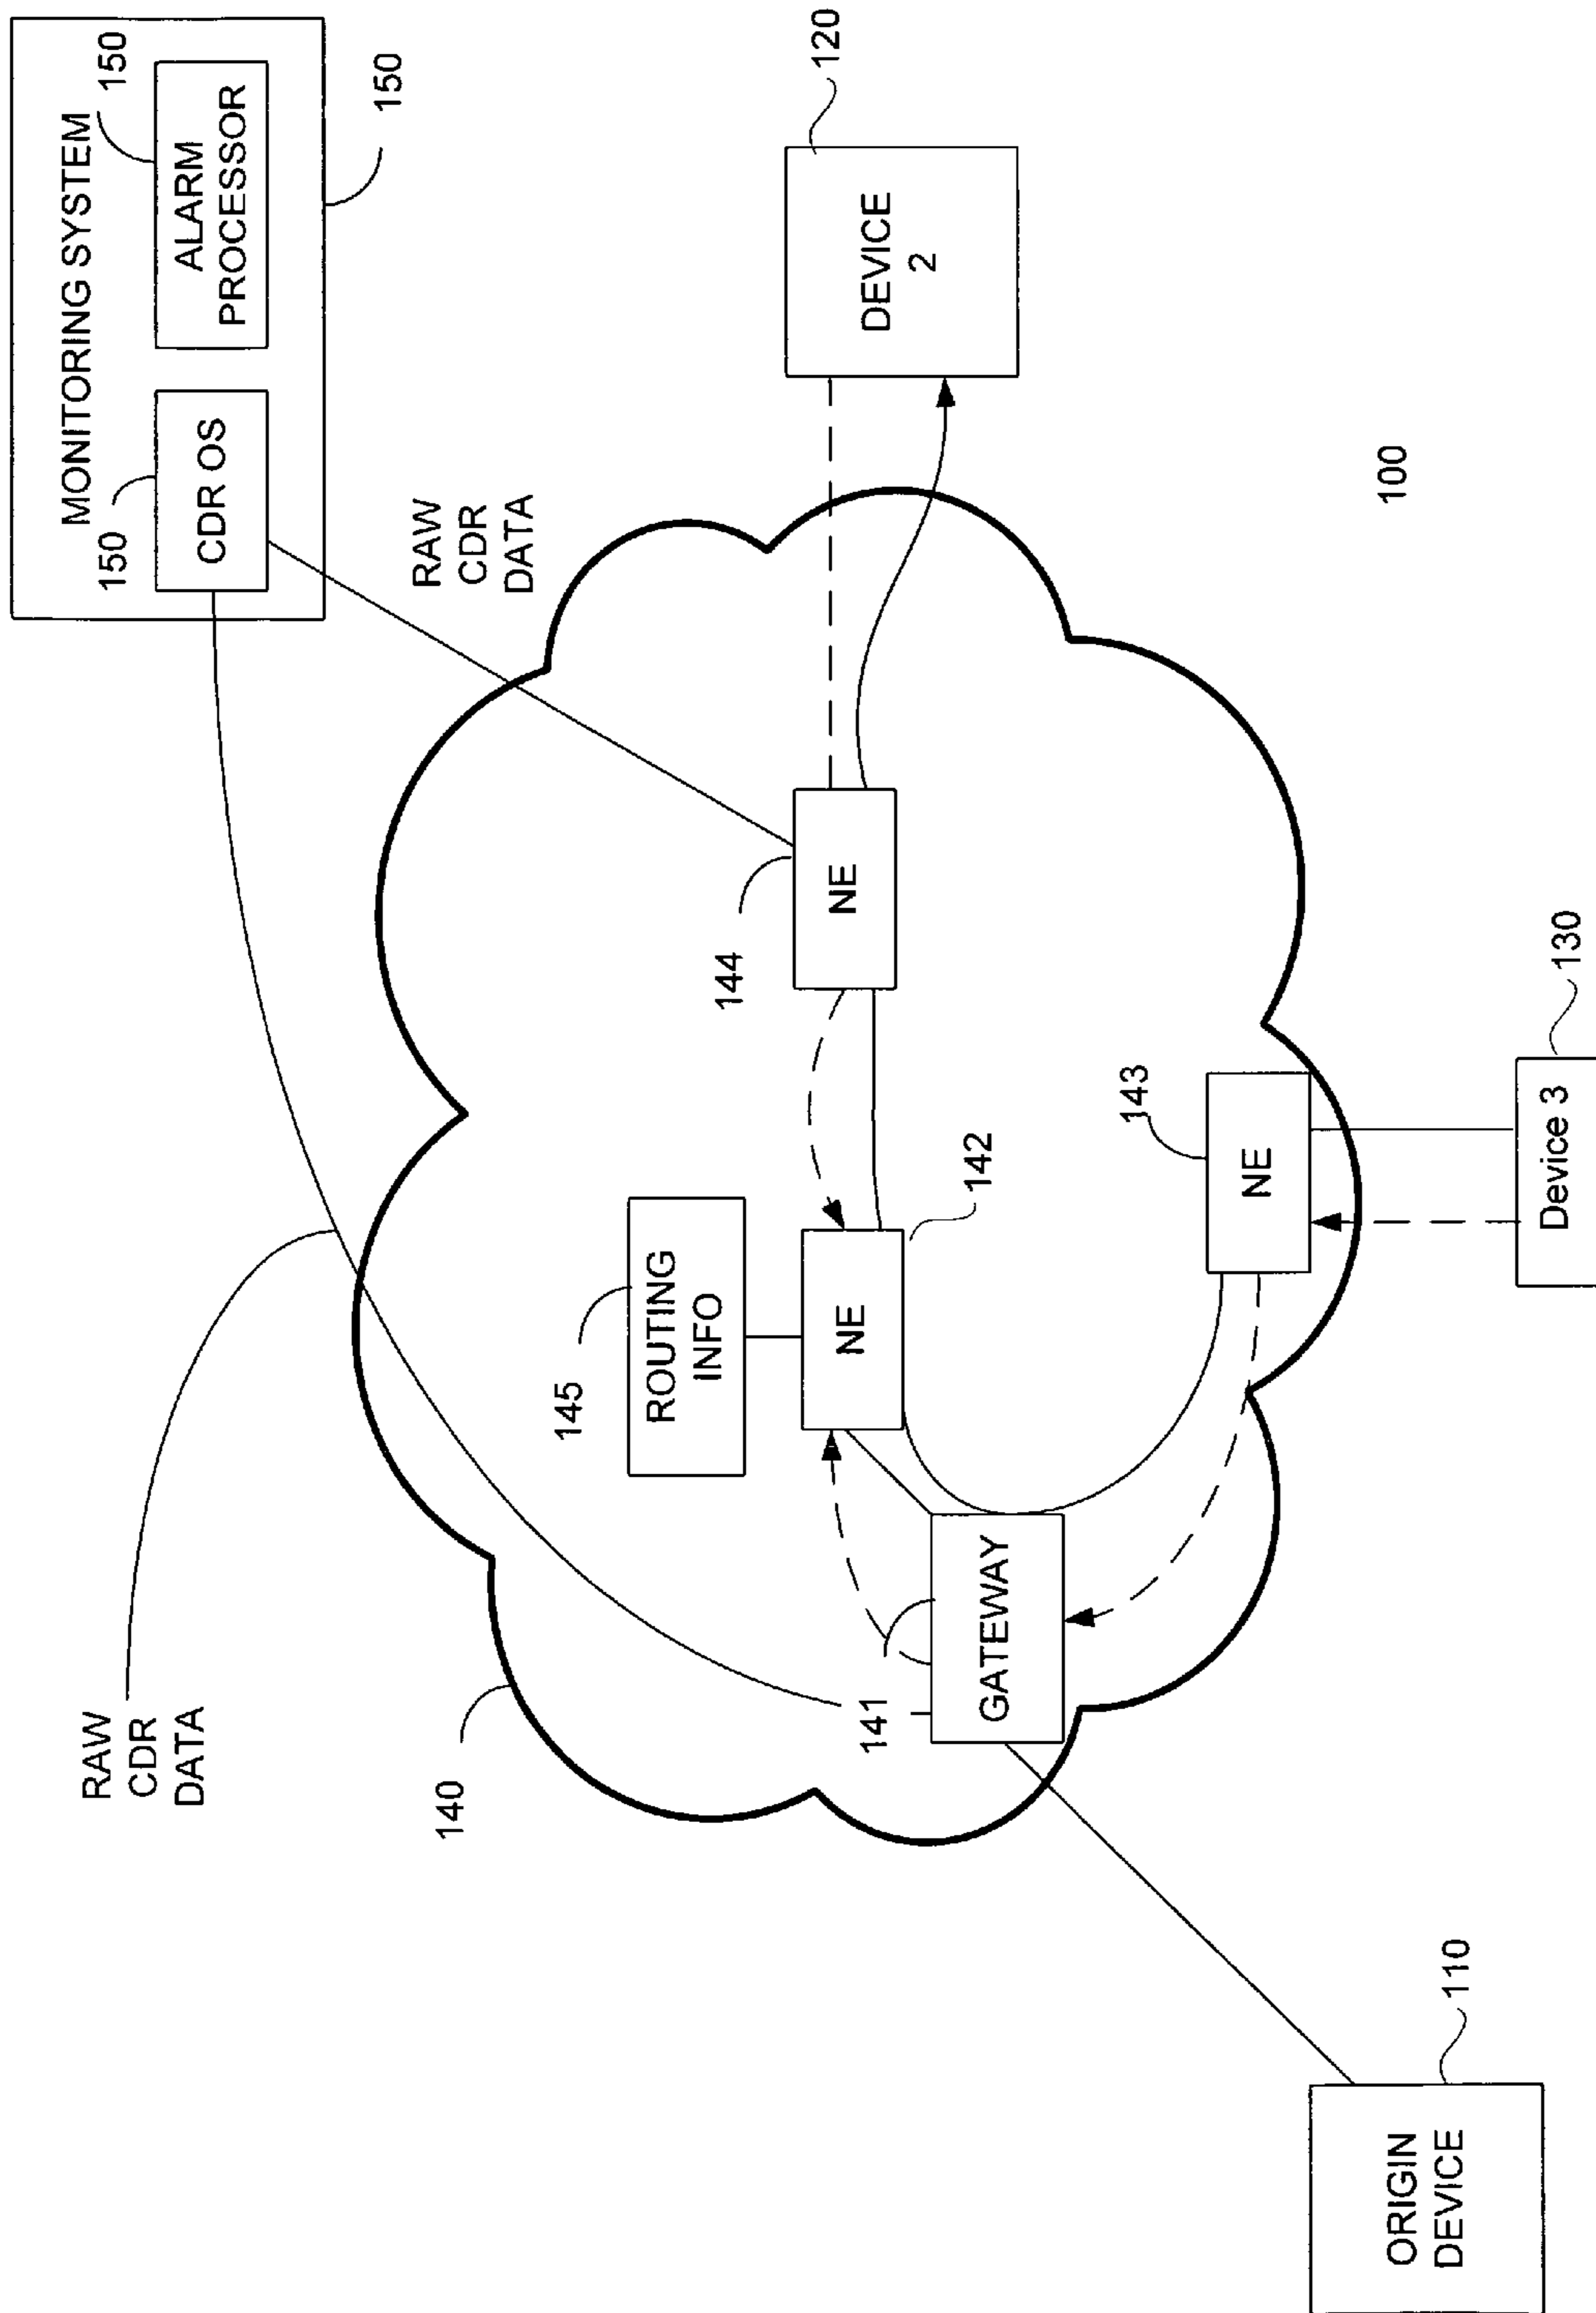 MONITORING SYSTEM
150
CDR OS
150
ALARM
PROCESSOR
150
RAW
CDR
DATA
RAW
CDR
DATA
140
145
ROUTING
INFO
144
NE
NE
142
141
GATEWAY
143
NE
DEVICE
2
120
100
ORIGIN
DEVICE
110
Device 3
130